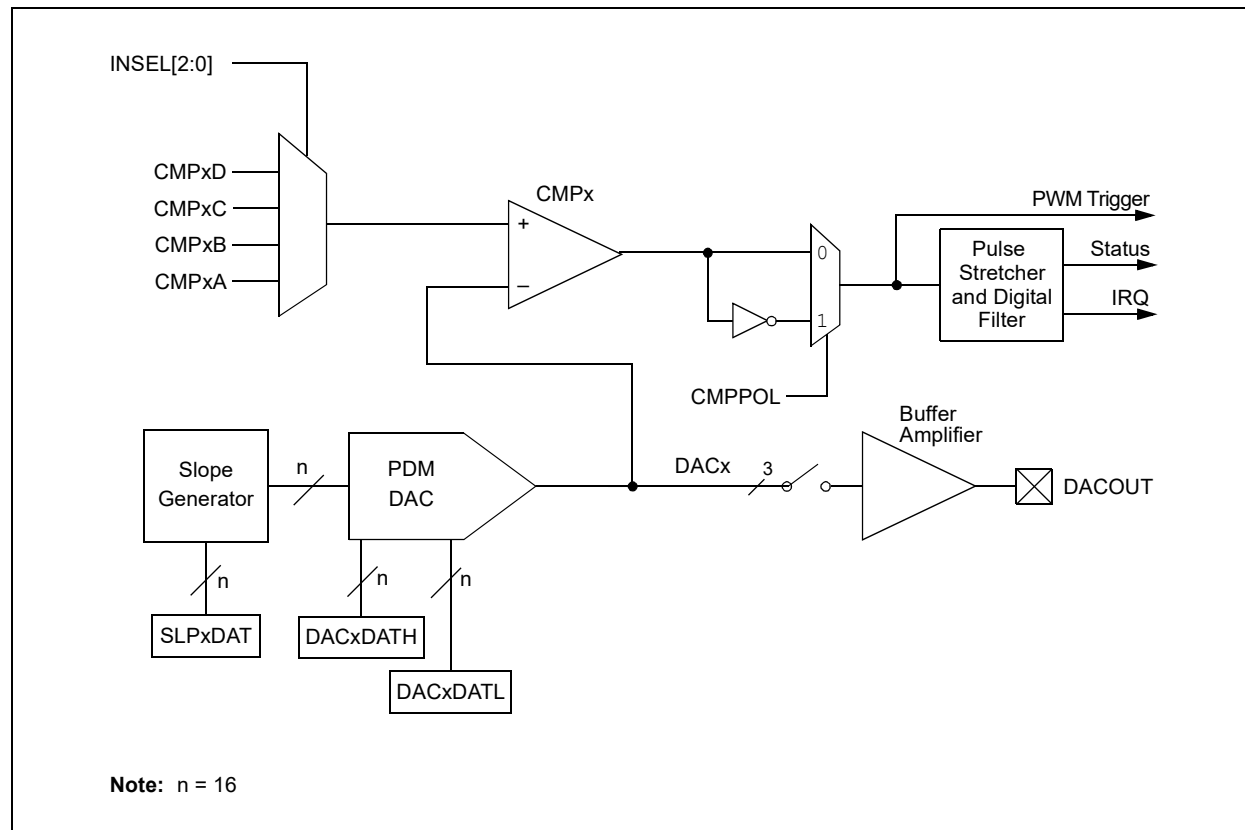 INSEL[2:0]
CMPxD
CMPxC
CMPxB
CMPxA
CMPx
+
–
0
1
CMPPOL
PWM Trigger
Pulse
Stretcher
and Digital
Filter
Status
IRQ
Slope
Generator
n
PDM
DAC
DACx
3
Buffer
Amplifier
DACOUT
n
n
n
SLPxDAT
DACxDATH
DACxDATL
Note: n = 16